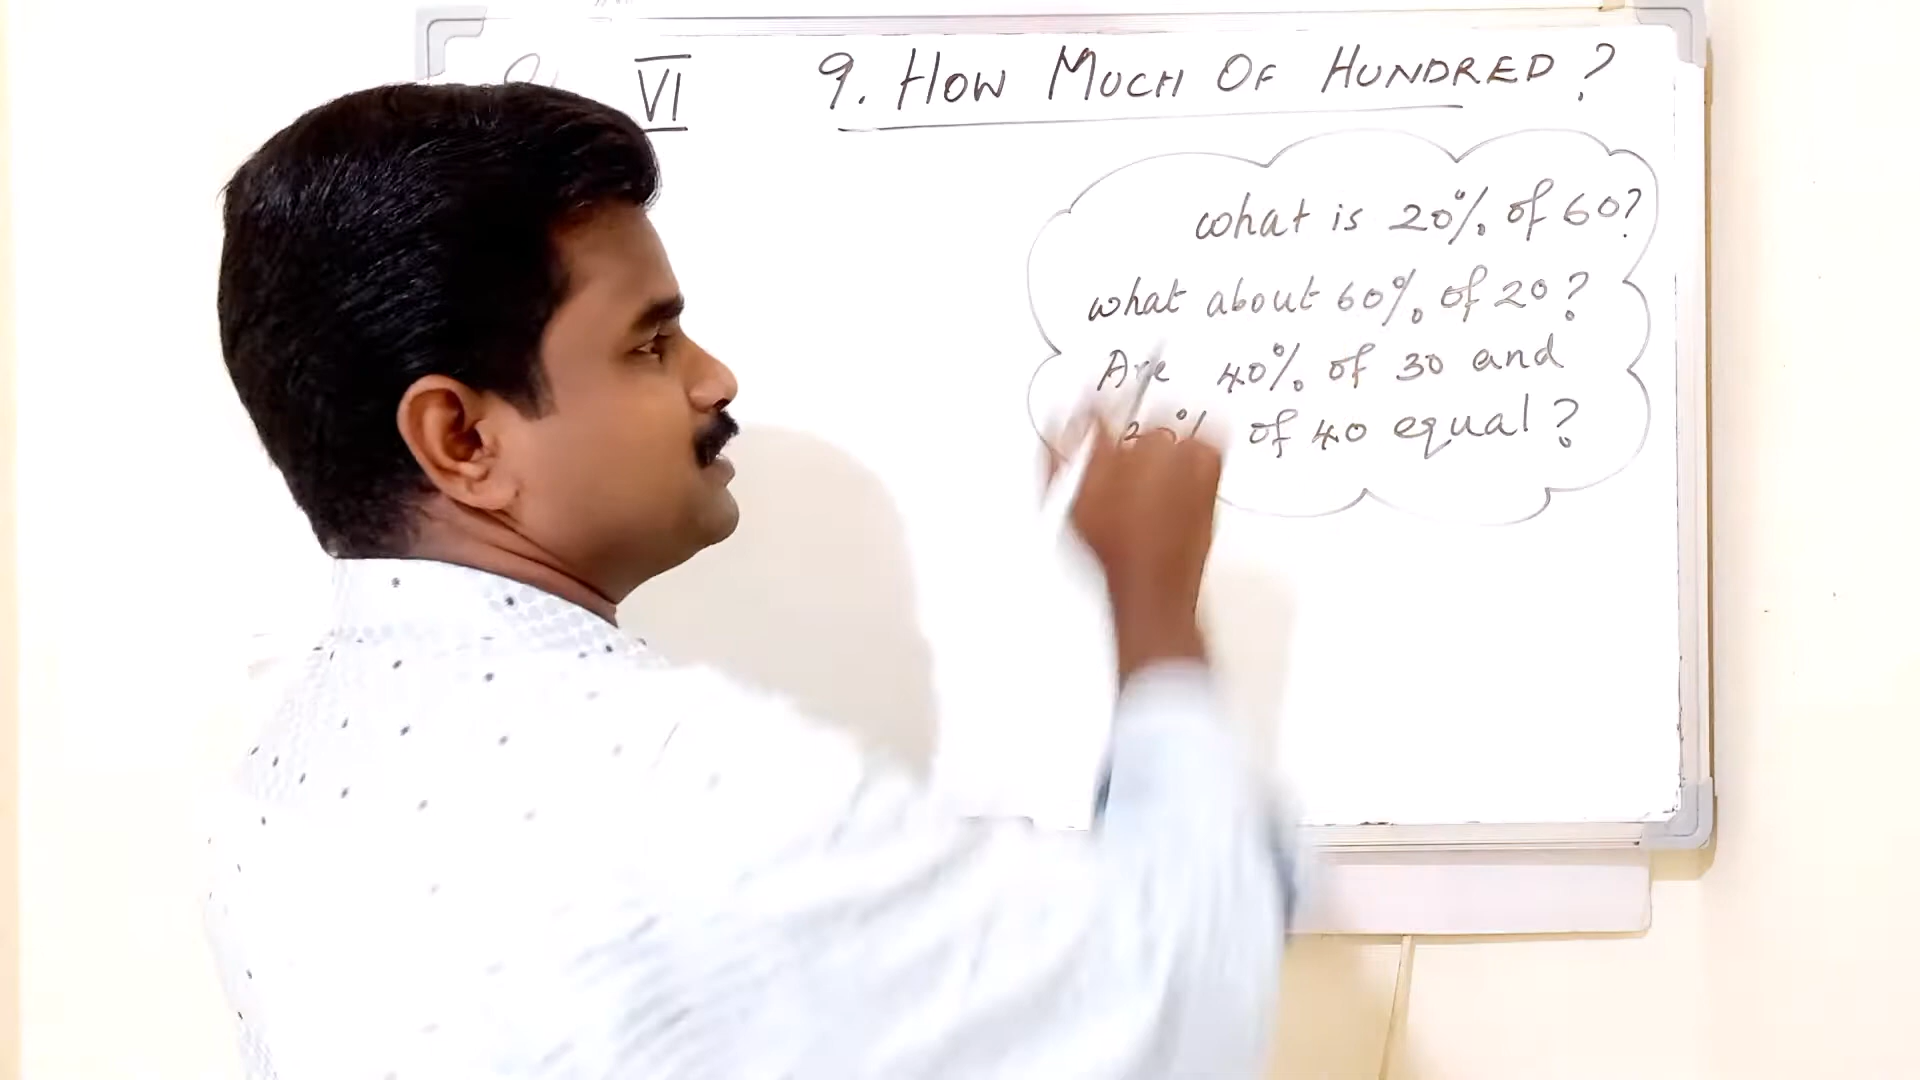 VI
9. HOW MUCH OF HUNDRED ?
What is 20% of 60?
What about 60% of 20?
Are 40% of 30 and
of 40 equal?